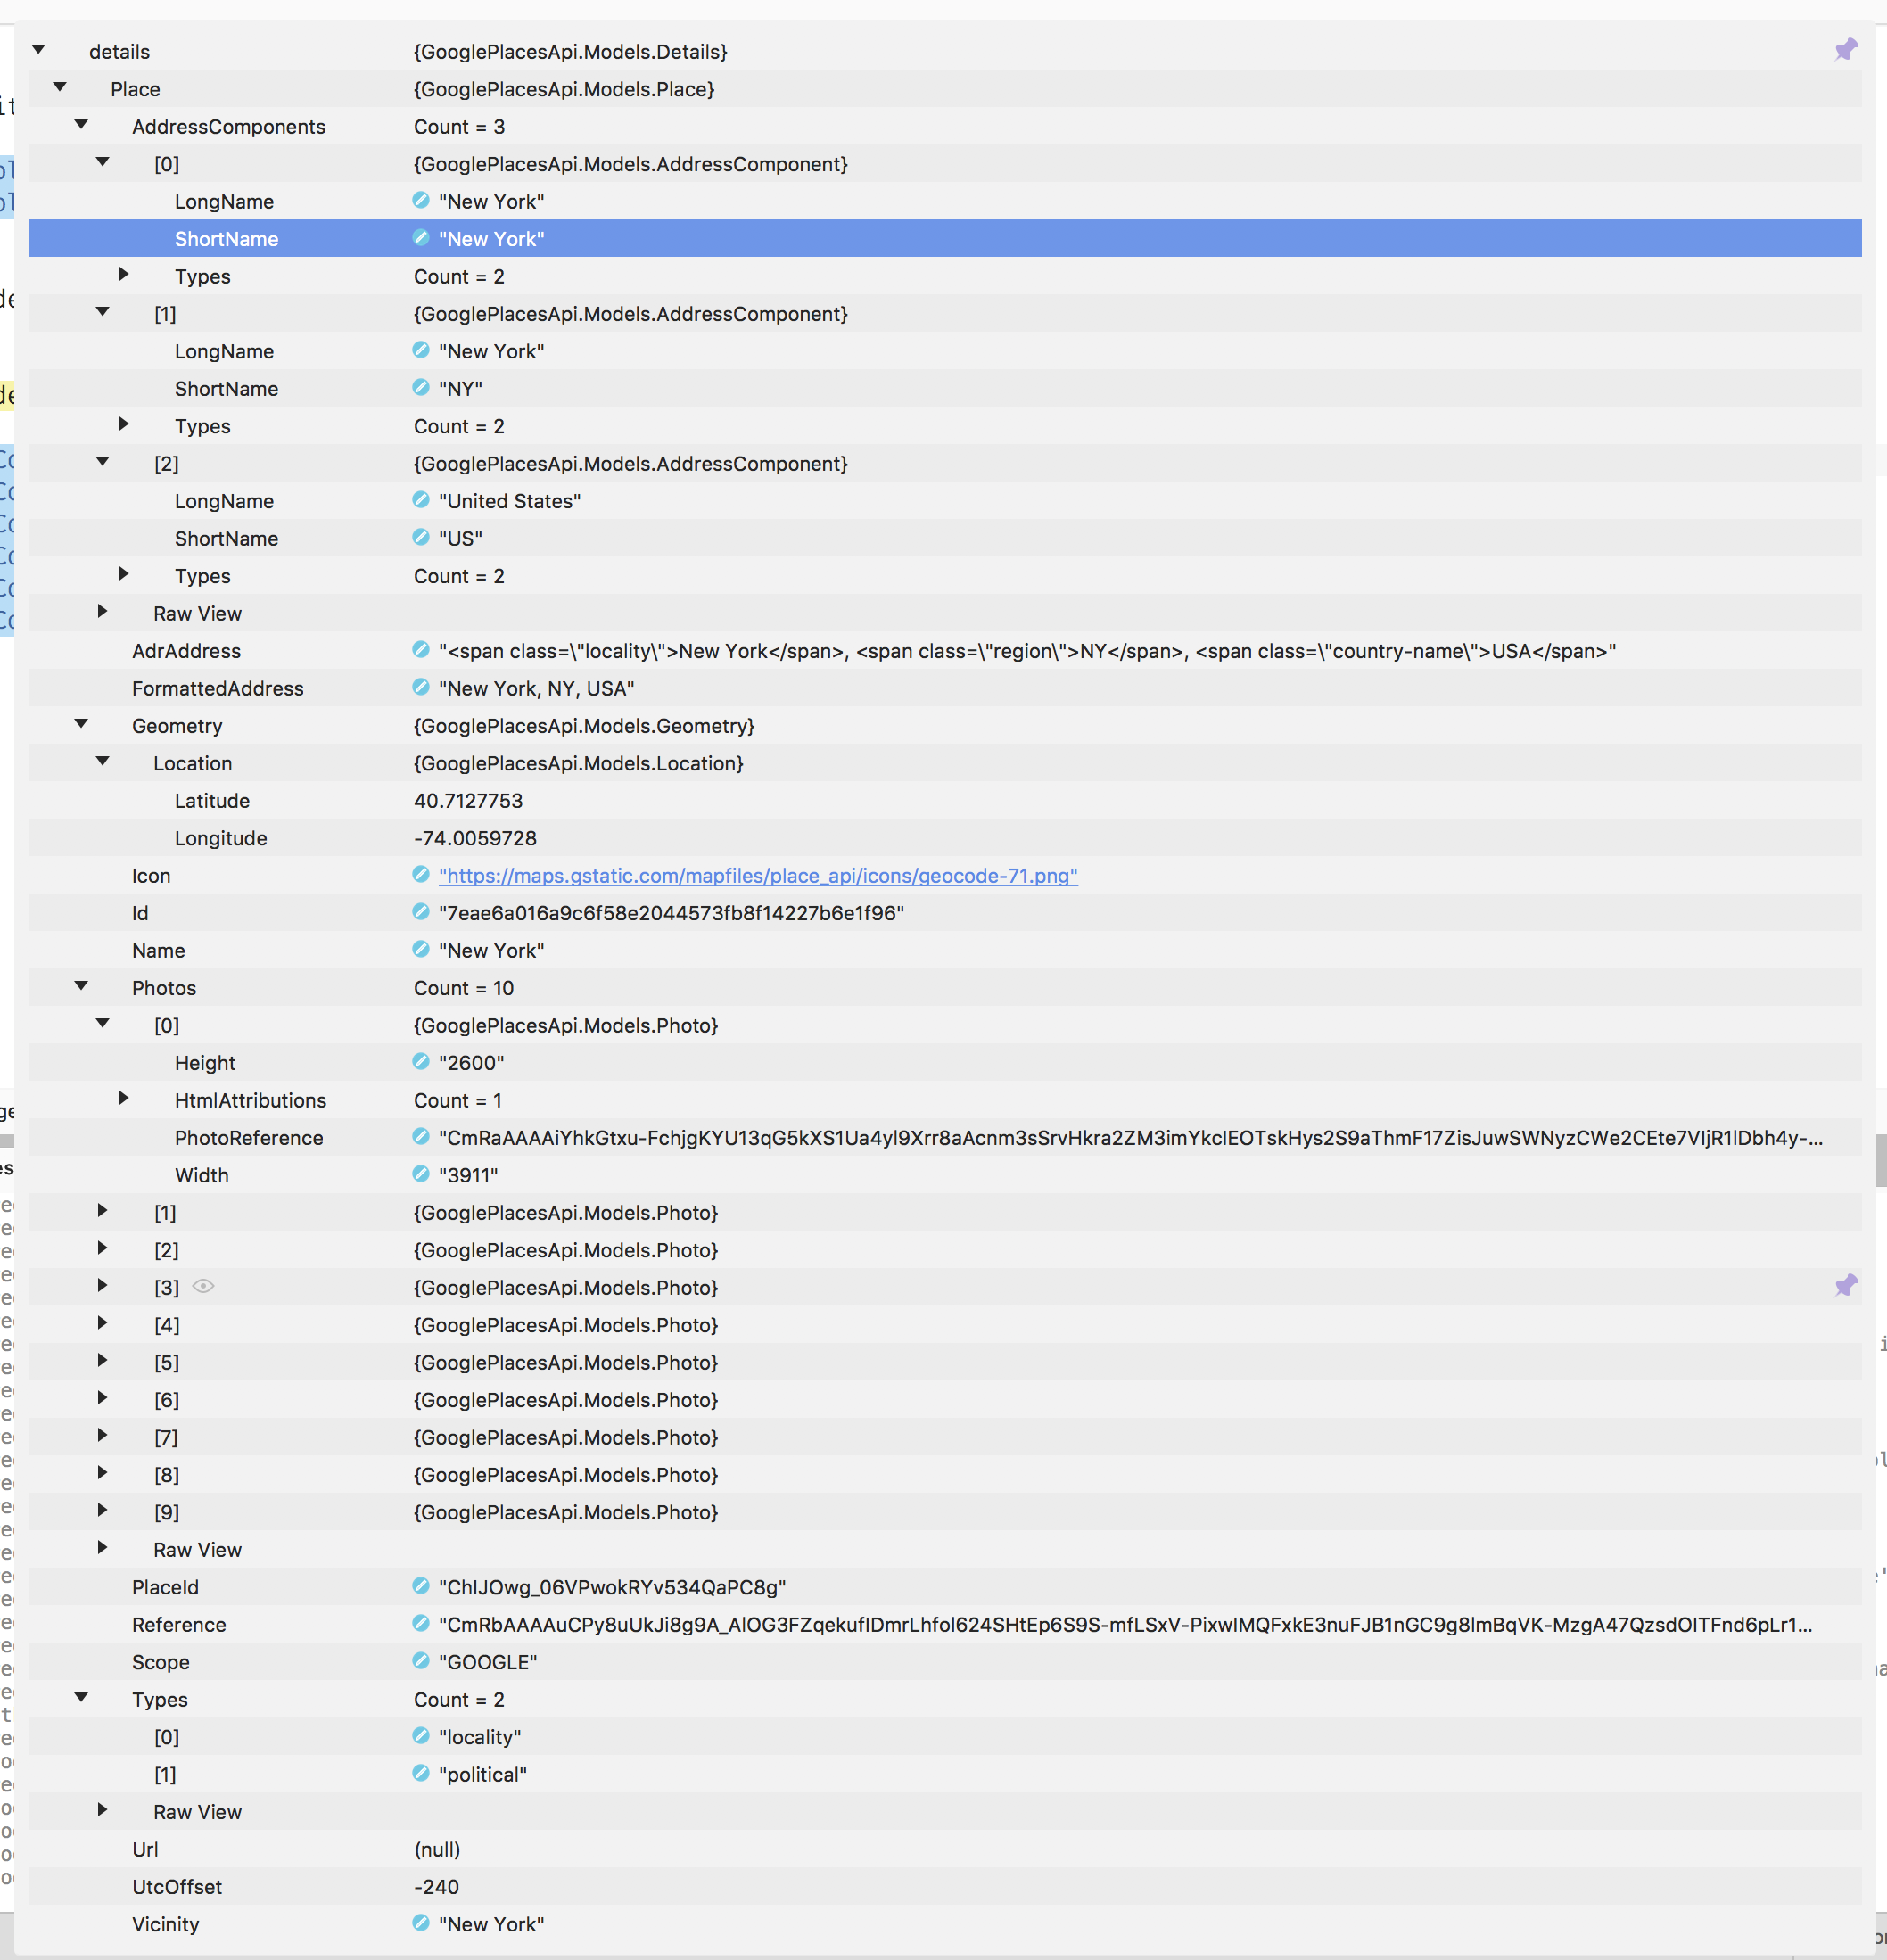 details {GooglePlacesApi.Models.Details}
Place {GooglePlacesApi.Models.Place}
AddressComponents Count = 3
[0] {GooglePlacesApi.Models.AddressComponent}
LongName "New York"
ShortName "New York"
Types Count = 2
[1] {GooglePlacesApi.Models.AddressComponent}
LongName "New York"
ShortName "NY"
Types Count = 2
[2] {GooglePlacesApi.Models.AddressComponent}
LongName "United States"
ShortName "US"
Types Count = 2
Raw View
AdrAddress "<span class=\"locality\">New York</span>, <span class=\"region\">NY</span>, <span class=\"country-name\">USA</span>"
FormattedAddress "New York, NY, USA"
Geometry {GooglePlacesApi.Models.Geometry}
Location {GooglePlacesApi.Models.Location}
Latitude 40.7127753
Longitude -74.0059728
Icon "https://maps.gstatic.com/mapfiles/place_api/icons/geocode-71.png"
Id "7eae6a016a9c6f58e2044573fb8f14227b6e1f96"
Name "New York"
Photos Count = 10
[0] {GooglePlacesApi.Models.Photo}
Height "2600"
HtmlAttributions Count = 1
PhotoReference "CmRaAAAAiYhkGtxu-FchjgKYU13qG5kXS1Ua4yl9Xrr8aAcnm3sSrvHkra2ZM3imYkclEOTskHys2S9aThmF17ZisJuwSWNyzCWe2CEte7VIjR1lDbh4y-...
Width "3911"
[1] {GooglePlacesApi.Models.Photo}
[2] {GooglePlacesApi.Models.Photo}
[3] {GooglePlacesApi.Models.Photo}
[4] {GooglePlacesApi.Models.Photo}
[5] {GooglePlacesApi.Models.Photo}
[6] {GooglePlacesApi.Models.Photo}
[7] {GooglePlacesApi.Models.Photo}
[8] {GooglePlacesApi.Models.Photo}
[9] {GooglePlacesApi.Models.Photo}
Raw View
PlaceId "ChIJOwg_06VPwokRYv534QaPC8g"
Reference "CmRbAAAAuCPy8uUkJi8g9A_AlOG3FZqekuflDmrLhfol624SHtEp6S9S-mfLSxV-PixwIMQFxkE3nuFJB1nGC9g8lmBqVK-MzgA47QzsdOITFnd6pLr1...
Scope "GOOGLE"
Types Count = 2
[0] "locality"
[1] "political"
Raw View
Url (null)
UtcOffset -240
Vicinity "New York"